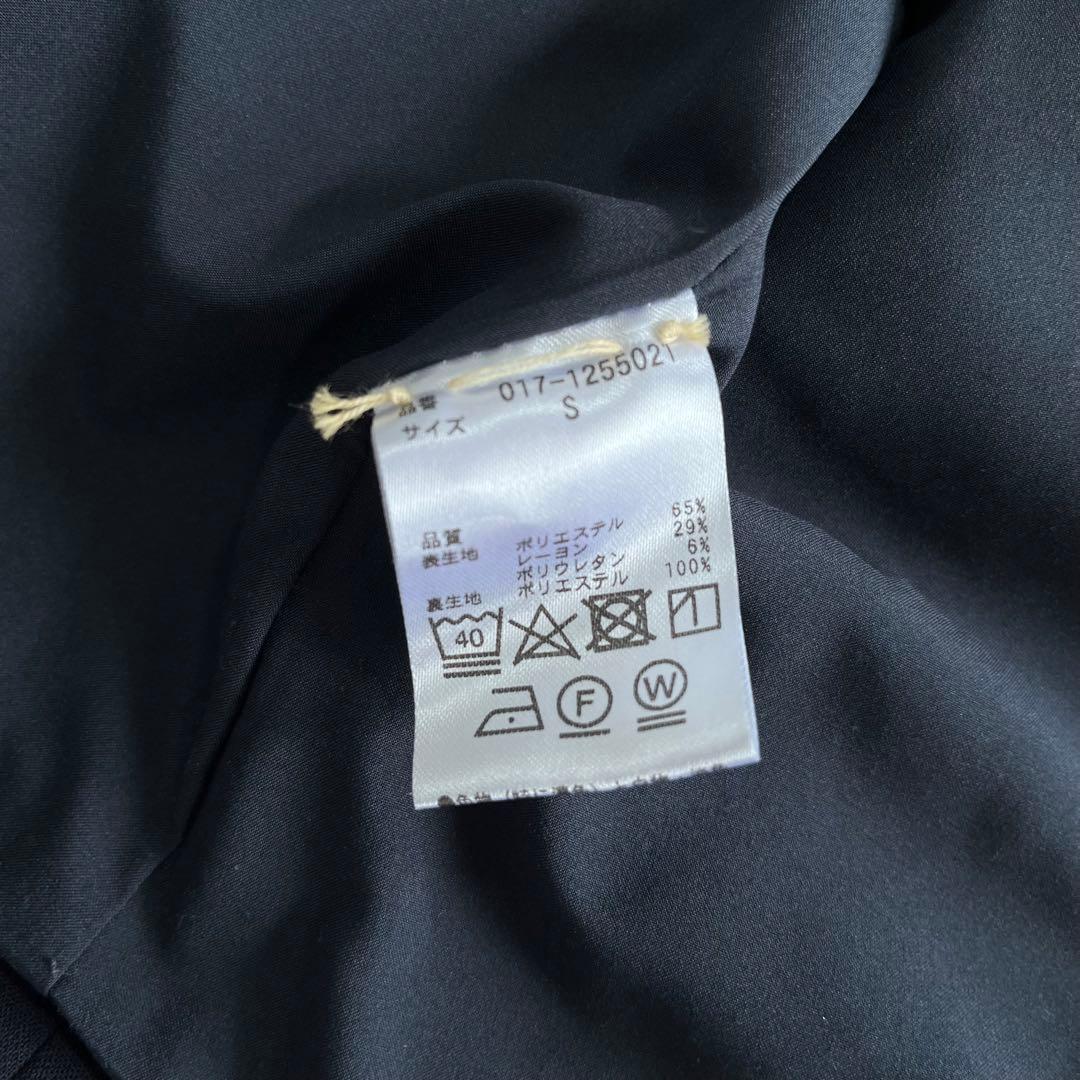 品番 017-1255021
サイズ S
品質
表生地 ポリエステル 65%
レーヨン 29%
ポリウレタン 6%
裏生地 ポリエステル 100%
40
F W